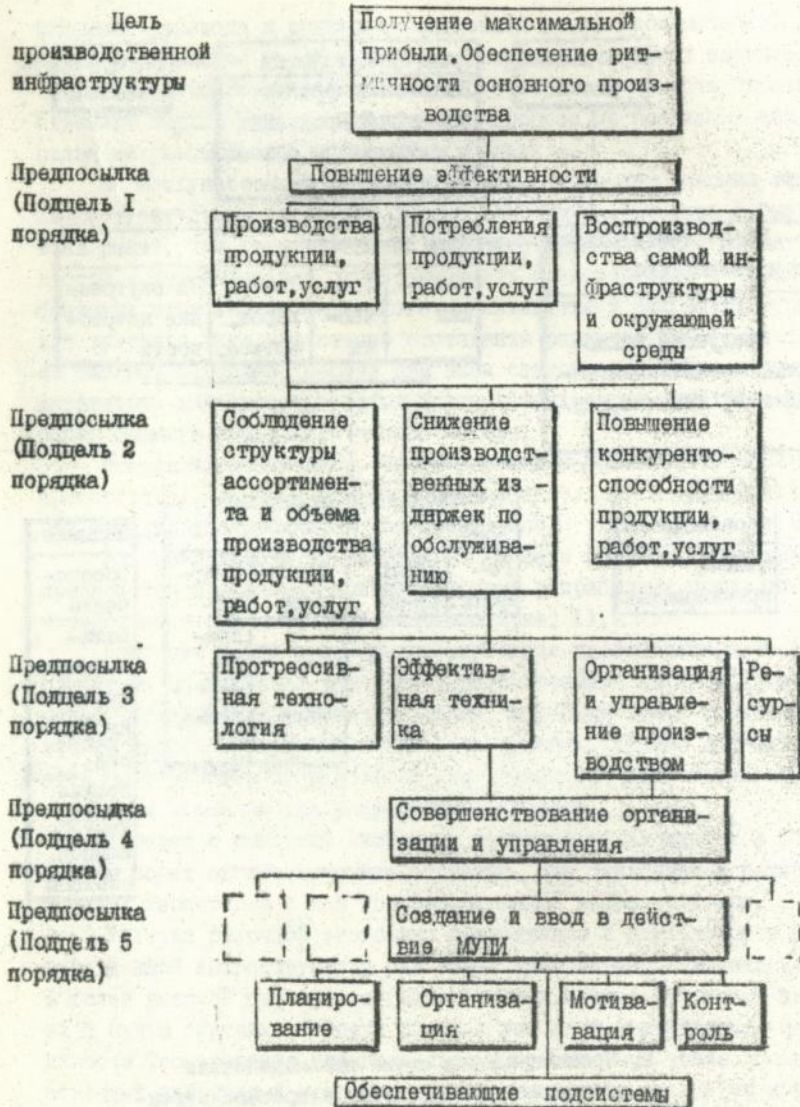 Цель
производственной
инфраструктуры
Получение максимальной
прибыли.Обеспечение рит-
мичности основного произ-
водства
Предпосылка
(Подцель I
порядка)
Повышение эффективности
Производства
продукции,
работ,услуг
Потребления
продукции,
работ,услуг
Воспроизвод-
ства самой ин-
фраструктуры
и окружающей
среды
Предпосылка
(Подцель 2
порядка)
Соблюдение
структуры
ассортимен-
та и объема
производства
продукции,
работ,услуг
Снижение
производст-
венных из -
держек по
обслужива-
нию
Повышение
конкуренто-
способности
продукции,
работ,услуг
Предпосылка
(Подцель 3
порядка)
Прогрессив-
ная техно-
логия
Эффектив-
ная техни-
ка
Организация
и управле-
ние произ-
водством
Ре-
сур-
сы
Предпосылка
(Подцель 4
порядка)
Совершенствование органи-
зации и управления
Предпосылка
(Подцель 5
порядка)
Создание и ввод в дейст-
вие МУПИ
Планиро-
вание
Организа-
ция
Мотива-
вация
Конт-
роль
Обеспечивающие подсистемы